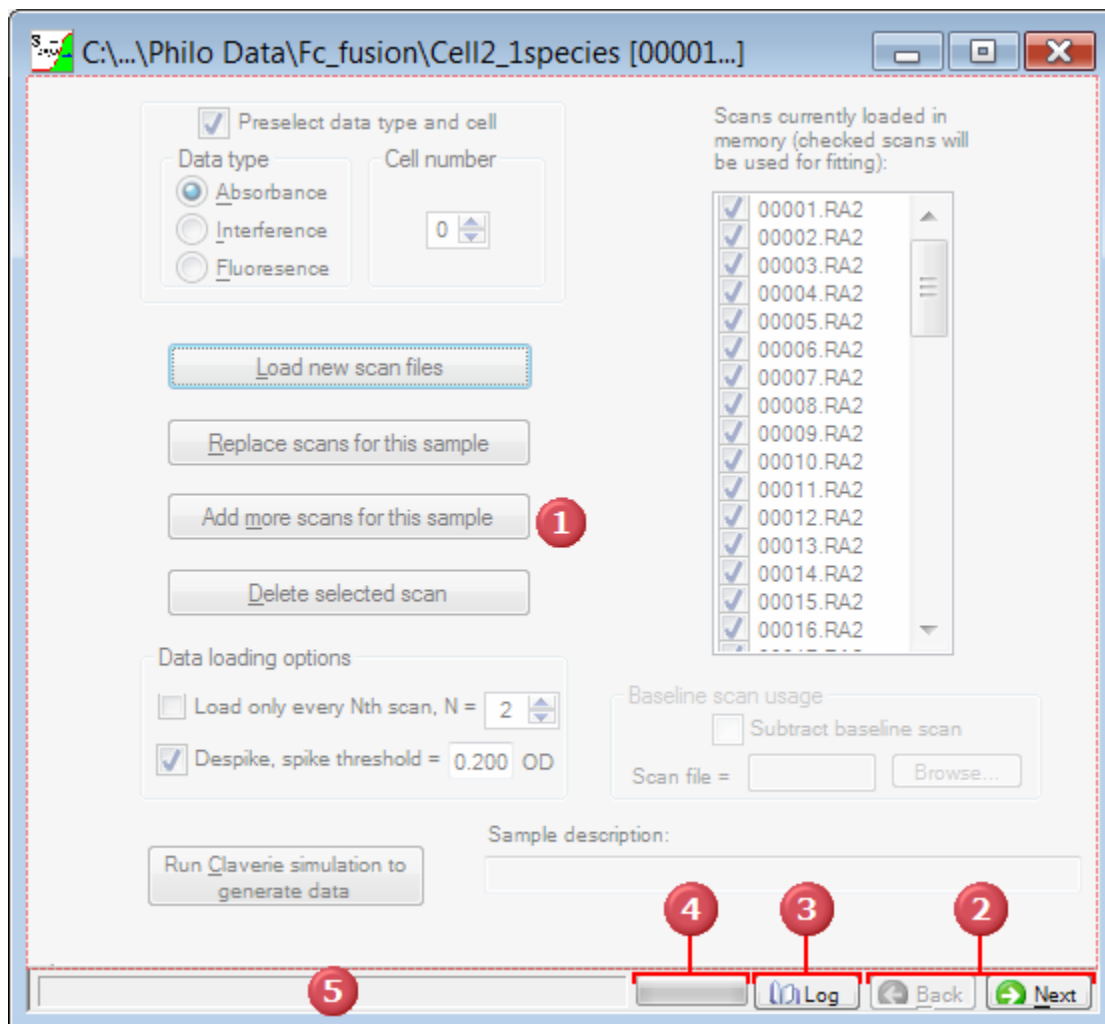 C:\...\Philo Data\Fc_fusion\Cell2_1species [00001...]
Preselect data type and cell
Data type
Absorbance
Interference
Fluoresence
Cell number
0
Load new scan files
Replace scans for this sample
Add more scans for this sample
1
Delete selected scan
Data loading options
Load only every Nth scan, N =
2
Despike, spike threshold =
0.200
OD
Run Claverie simulation to
generate data
Scans currently loaded in
memory (checked scans will
be used for fitting):
00001.RA2
00002.RA2
00003.RA2
00004.RA2
00005.RA2
00006.RA2
00007.RA2
00008.RA2
00009.RA2
00010.RA2
00011.RA2
00012.RA2
00013.RA2
00014.RA2
00015.RA2
00016.RA2
Baseline scan usage
Subtract baseline scan
Scan file =
Browse...
Sample description:
4
3
2
5
Log
Back
Next